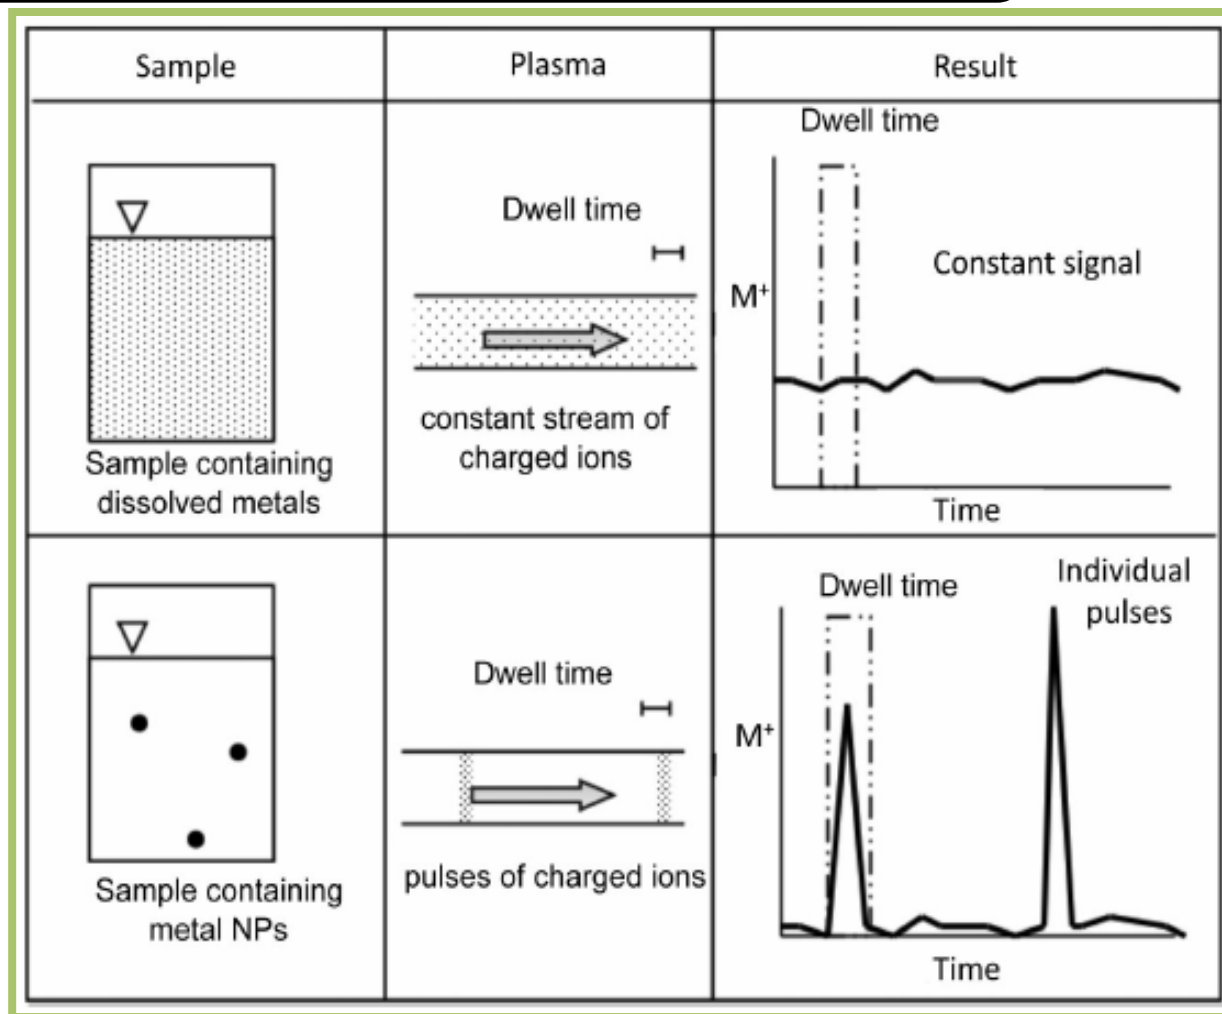 Sample
Plasma
Result
Sample containing
dissolved metals
Dwell time
constant stream of
charged ions
Dwell time
Constant signal
M⁺
Time
Sample containing
metal NPs
Dwell time
pulses of charged ions
Dwell time
Individual
pulses
M⁺
Time